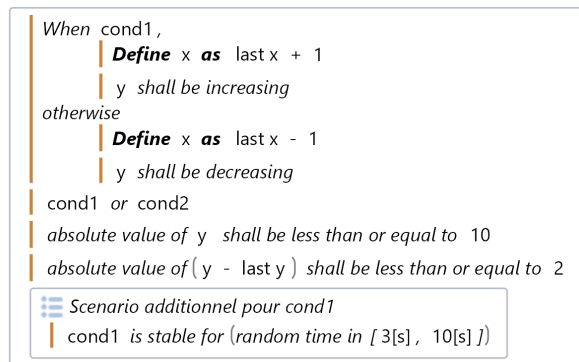 When cond1 ,
Define x as last x + 1
y shall be increasing
otherwise
Define x as last x - 1
y shall be decreasing
cond1 or cond2
absolute value of y shall be less than or equal to 10
absolute value of ( y - last y ) shall be less than or equal to 2
Scenario additionnel pour cond1
cond1 is stable for (random time in [ 3[s] , 10[s] ])